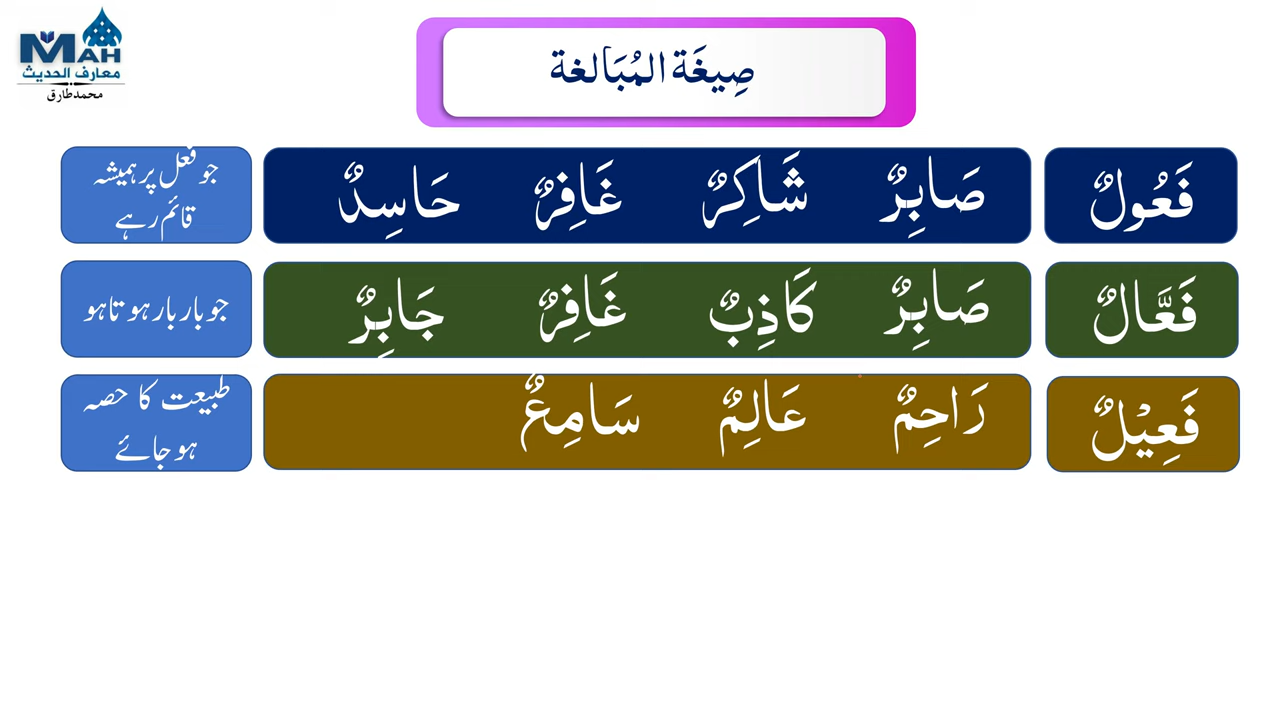 MAH
معارف الحدیث
محمد طارق
صِيغَة المُبَالغة
فَعُولٌ
صَابِرٌ شَاكِرٌ غَافِرٌ حَاسِدٌ
جو فعل پر ہمیشہ
قائم رہے
فَعَّالٌ
صَابِرٌ كَاذِبٌ غَافِرٌ جَابِرٌ
جو بار بار ہوتا ہو
فَعِيْلٌ
رَاحِمٌ عَالِمٌ سَامِعٌ
طبیعت کا حصہ
ہو جائے